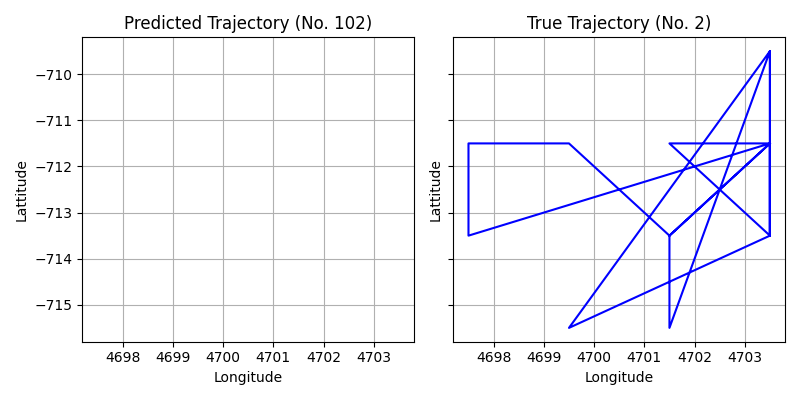 Predicted Trajectory (No. 102)
True Trajectory (No. 2)
Lattitude
−710
−711
−712
−713
−714
−715
4698 4699 4700 4701 4702 4703
Longitude
Lattitude
4698 4699 4700 4701 4702 4703
Longitude